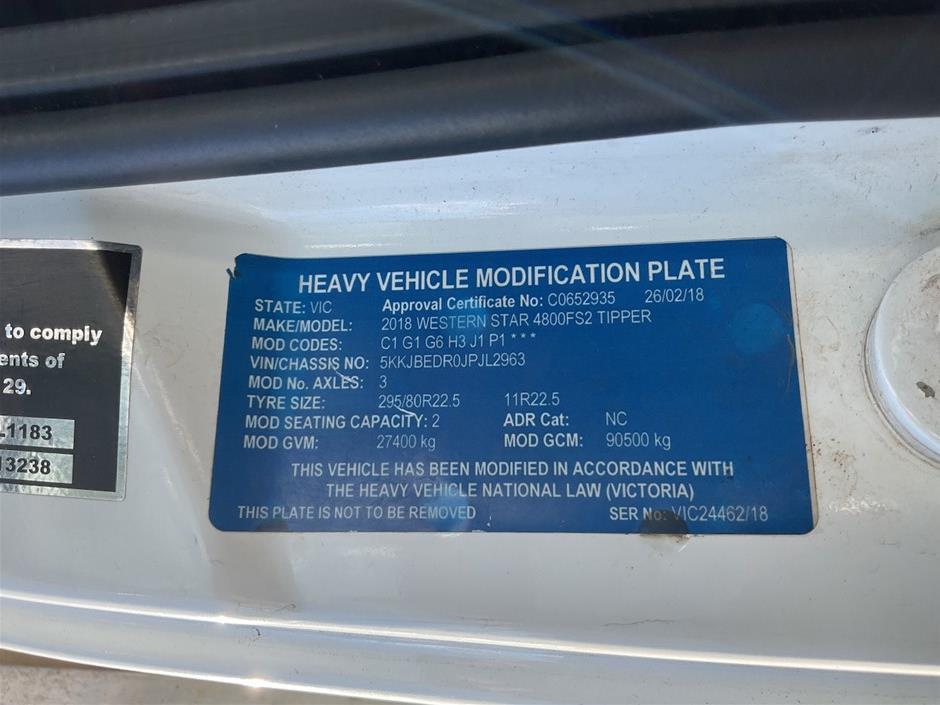 to comply
ents of
29.
1183
13238
HEAVY VEHICLE MODIFICATION PLATE
STATE: VIC Approval Certificate No: C0652935 26/02/18
MAKE/MODEL: 2018 WESTERN STAR 4800FS2 TIPPER
MOD CODES: C1 G1 G6 H3 J1 P1 ***
VIN/CHASSIS NO: 5KKJBEDR0JPJL2963
MOD No. AXLES: 3
TYRE SIZE: 295/80R22.5 11R22.5
MOD SEATING CAPACITY: 2 ADR Cat: NC
MOD GVM: 27400 kg MOD GCM: 90500 kg
THIS VEHICLE HAS BEEN MODIFIED IN ACCORDANCE WITH
THE HEAVY VEHICLE NATIONAL LAW (VICTORIA)
THIS PLATE IS NOT TO BE REMOVED SER No: VIC24462/18